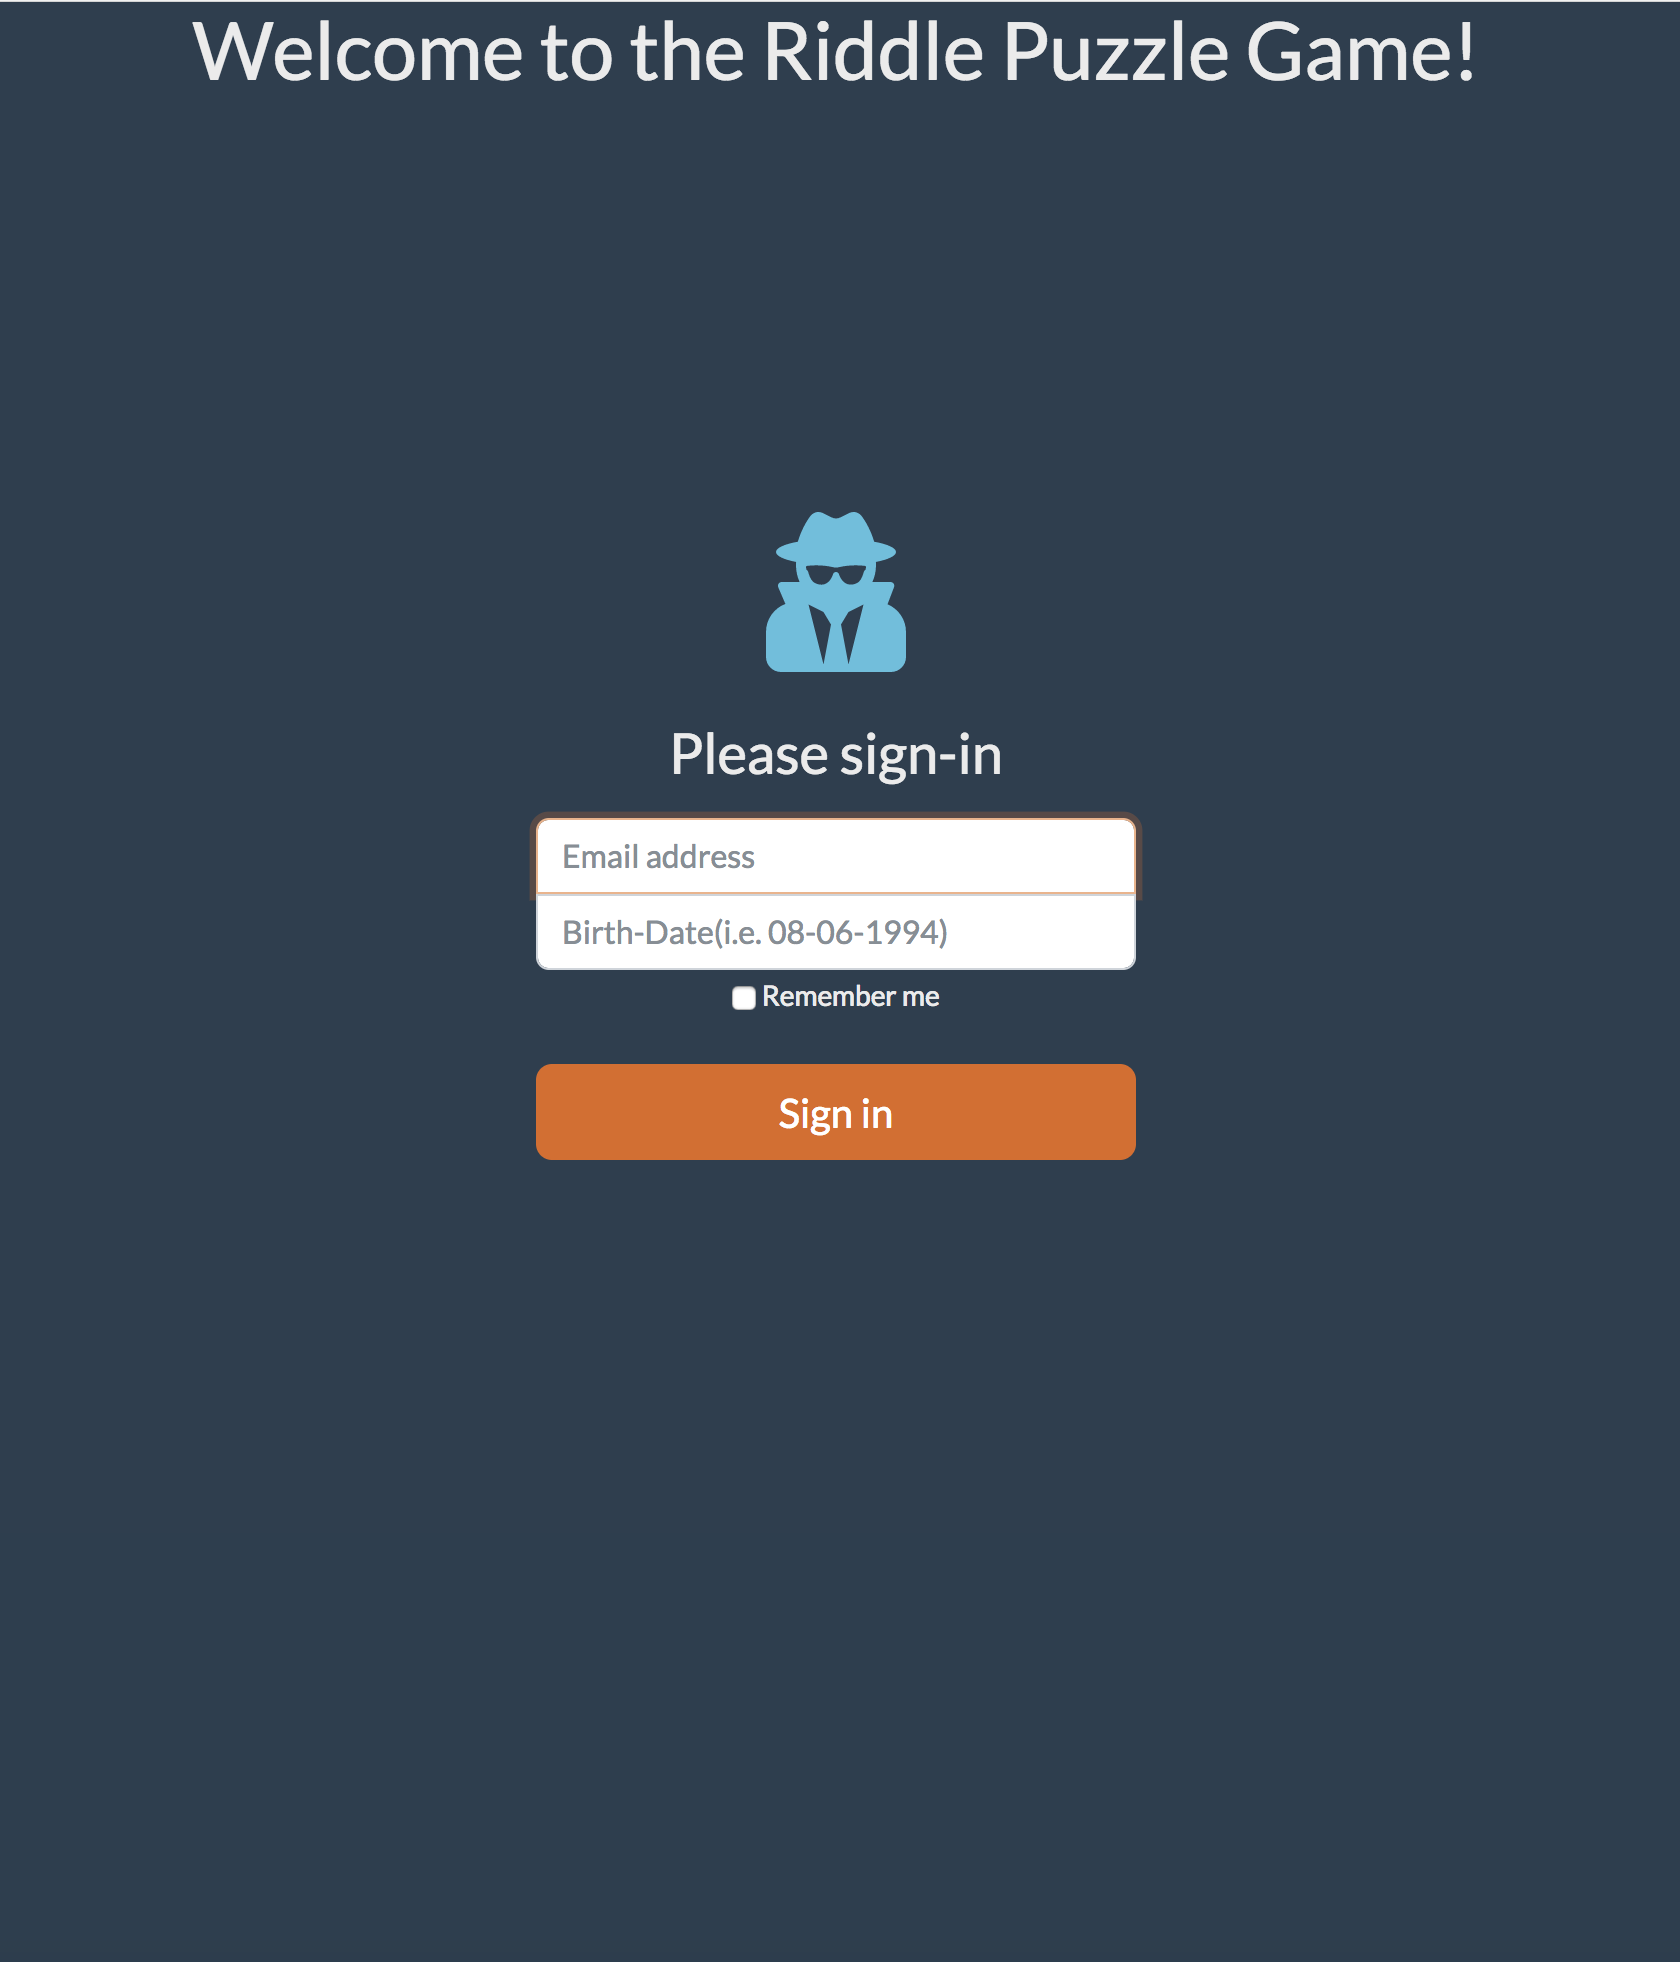 Welcome to the Riddle Puzzle Game!
Please sign-in
Email address
Birth-Date(i.e. 08-06-1994)
Remember me
Sign in